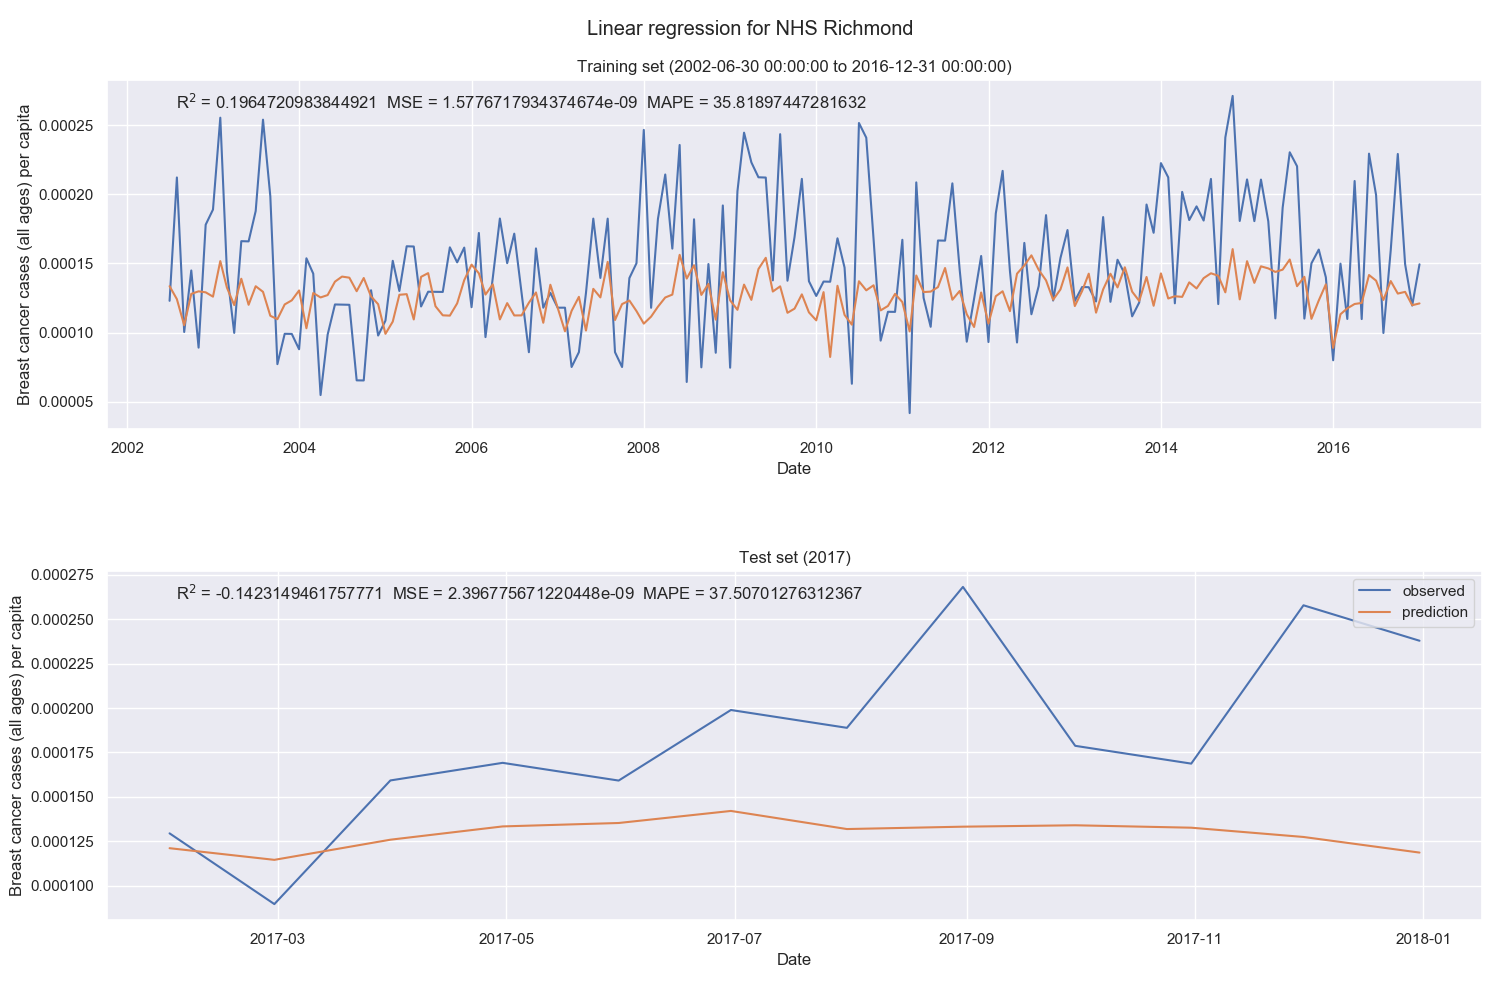 Linear regression for NHS Richmond
Training set (2002-06-30 00:00:00 to 2016-12-31 00:00:00)
R² = 0.1964720983844921 MSE = 1.5776717934374674e-09 MAPE = 35.81897447281632
Breast cancer cases (all ages) per capita
0.00025
0.00020
0.00015
0.00010
0.00005
2002 2004 2006 2008 2010 2012 2014 2016
Date
Test set (2017)
R² = -0.1423149461757771 MSE = 2.396775671220448e-09 MAPE = 37.50701276312367
observed
prediction
Breast cancer cases (all ages) per capita
0.000275
0.000250
0.000225
0.000200
0.000175
0.000150
0.000125
0.000100
2017-03 2017-05 2017-07 2017-09 2017-11 2018-01
Date